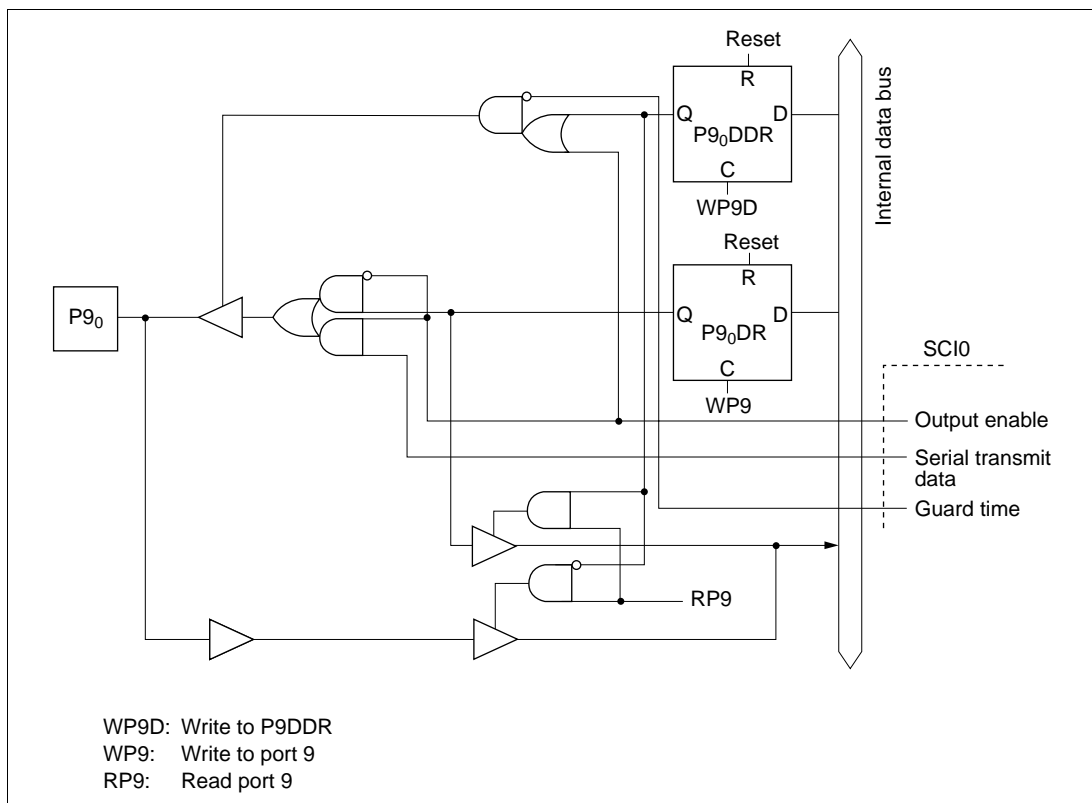 Reset
R
Q
D
P9₀DDR
C
WP9D
Internal data bus
Reset
R
P9₀
Q
D
P9₀DR
C
WP9
SCI0
Output enable
Serial transmit
data
Guard time
RP9
WP9D: Write to P9DDR
WP9: Write to port 9
RP9: Read port 9